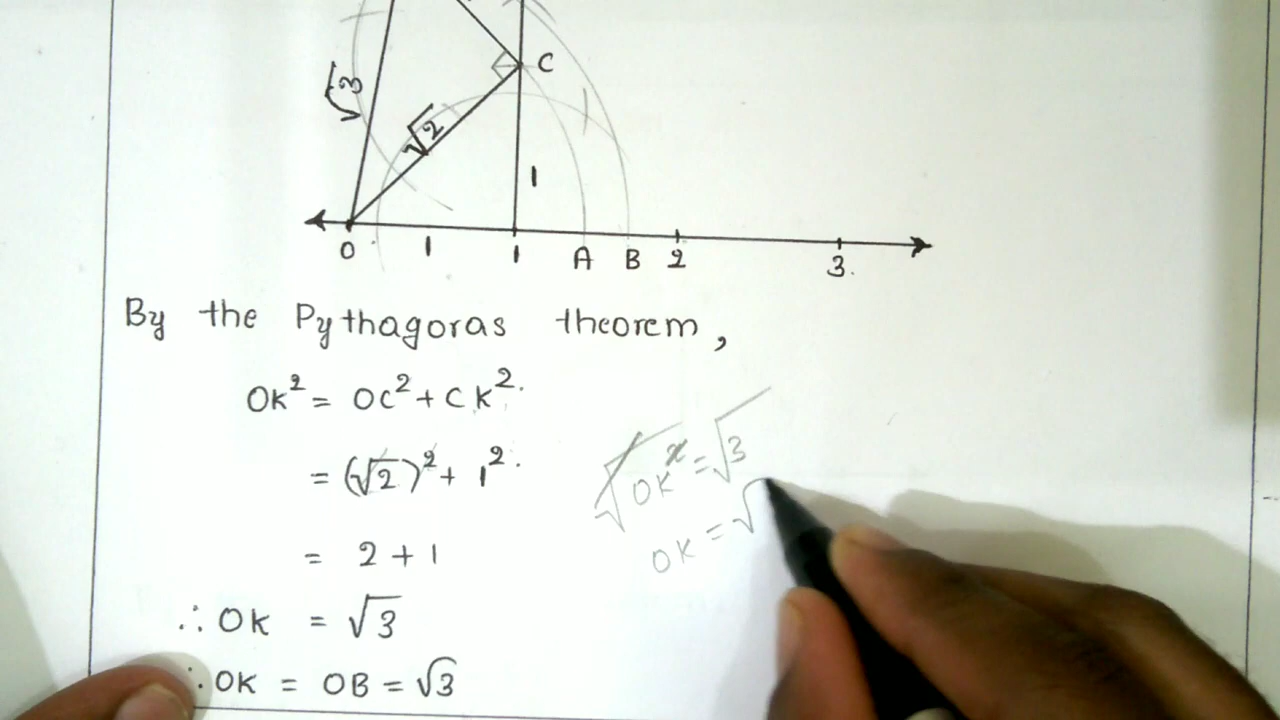 C
√3
√2
1
0 1 1 A B 2 3.
By the Pythagoras theorem,
OK² = OC² + CK².
= (√2)² + 1².
= 2 + 1
∴ OK = √3
∴ OK = OB = √3
√OK² = √3
OK = √